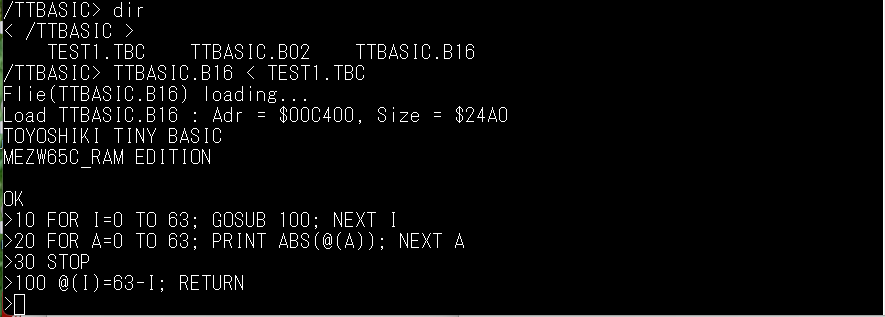 /TTBASIC> dir
< /TTBASIC >
TEST1.TBC TTBASIC.B02 TTBASIC.B16
/TTBASIC> TTBASIC.B16 < TEST1.TBC
Flie(TTBASIC.B16) loading...
Load TTBASIC.B16 : Adr = $00C400, Size = $24A0
TOYOSHIKI TINY BASIC
MEZW65C_RAM EDITION
OK
>10 FOR I=0 TO 63; GOSUB 100; NEXT I
>20 FOR A=0 TO 63; PRINT ABS(@(A)); NEXT A
>30 STOP
>100 @(I)=63-I; RETURN
>